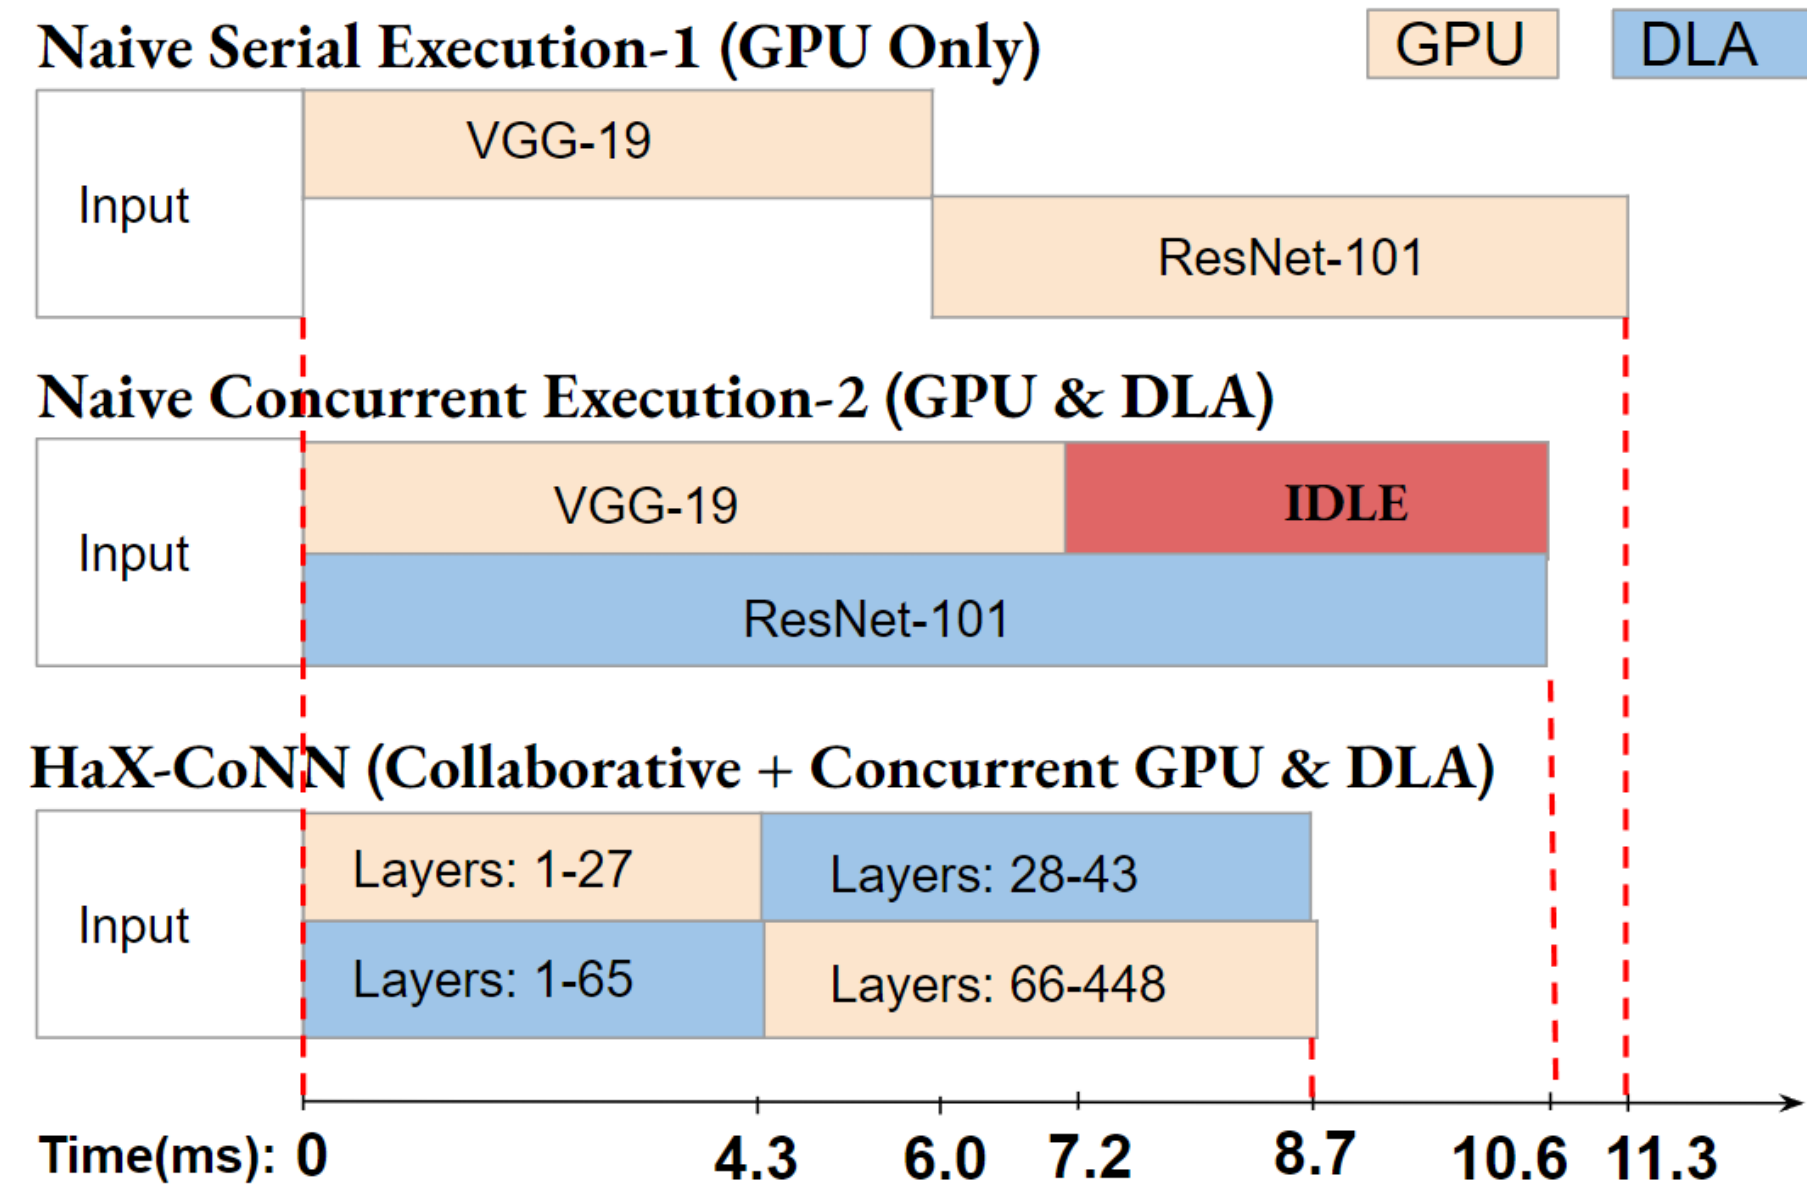 Naive Serial Execution-1 (GPU Only)
GPU
DLA
Input
VGG-19
ResNet-101
Naive Concurrent Execution-2 (GPU & DLA)
Input
VGG-19
IDLE
ResNet-101
HaX-CoNN (Collaborative + Concurrent GPU & DLA)
Input
Layers: 1-27
Layers: 28-43
Layers: 1-65
Layers: 66-448
Time(ms): 0 4.3 6.0 7.2 8.7 10.6 11.3